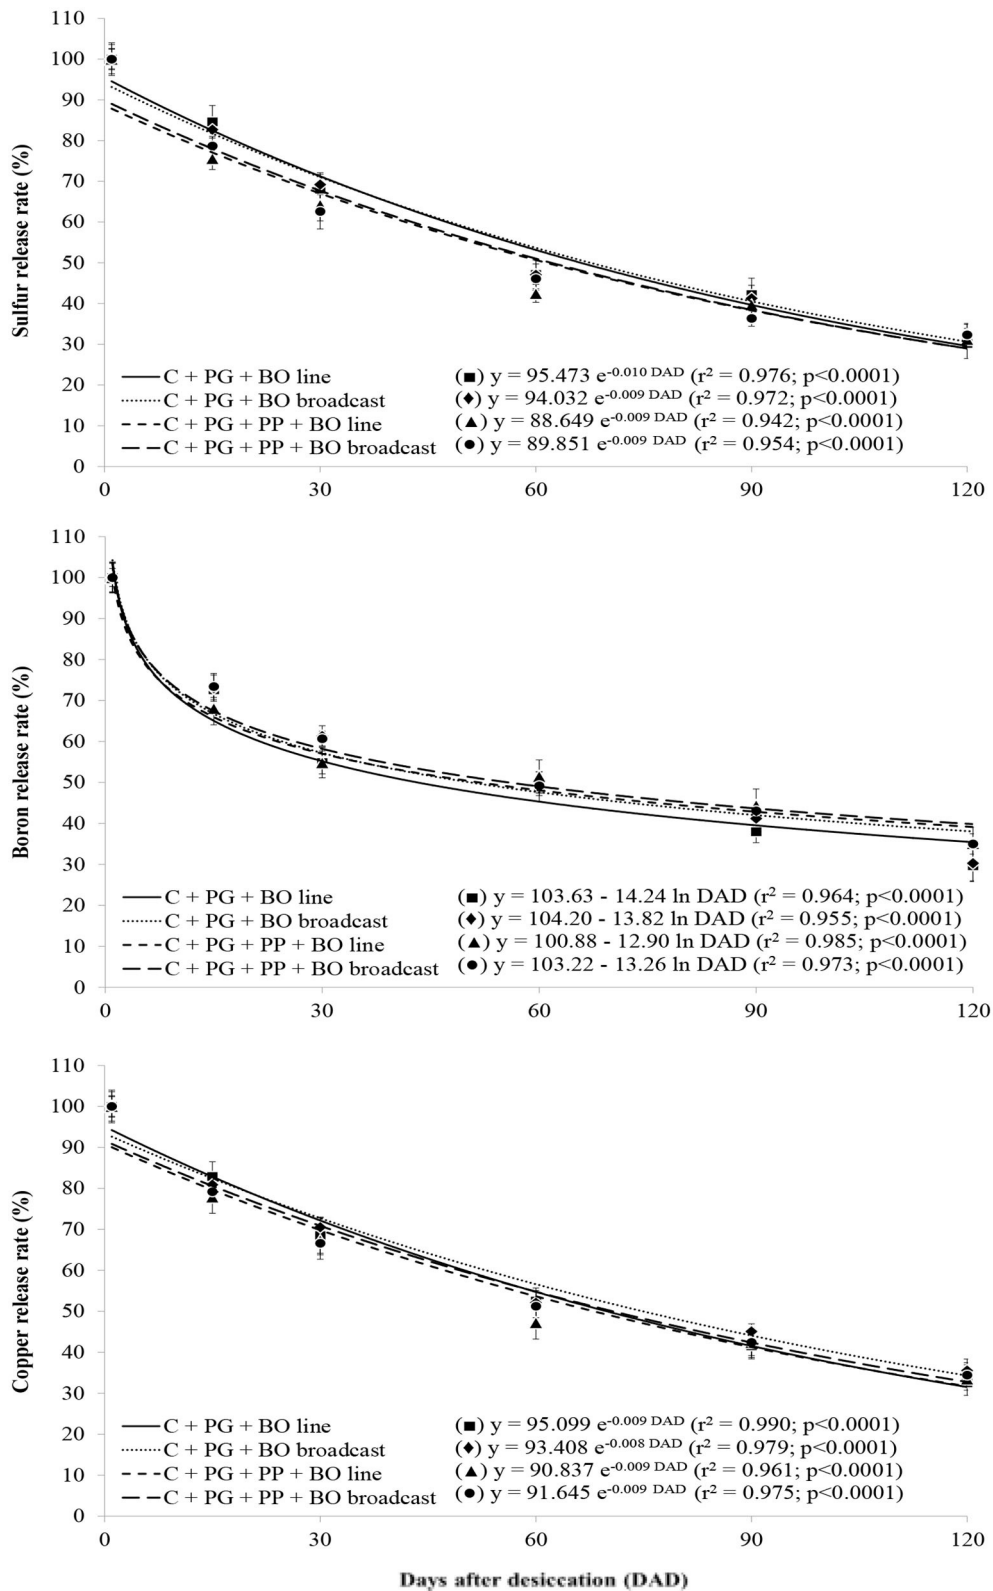 110
100
90
80
70
60
50
40
30
20
10
0
Sulfur release rate (%)
C + PG + BO line (■) y = 95.473 e^-0.010 DAD (r² = 0.976; p<0.0001)
C + PG + BO broadcast (◆) y = 94.032 e^-0.009 DAD (r² = 0.972; p<0.0001)
C + PG + PP + BO line (▲) y = 88.649 e^-0.009 DAD (r² = 0.942; p<0.0001)
C + PG + PP + BO broadcast (●) y = 89.851 e^-0.009 DAD (r² = 0.954; p<0.0001)
0 30 60 90 120
110
100
90
80
70
60
50
40
30
20
10
0
Boron release rate (%)
C + PG + BO line (■) y = 103.63 - 14.24 ln DAD (r² = 0.964; p<0.0001)
C + PG + BO broadcast (◆) y = 104.20 - 13.82 ln DAD (r² = 0.955; p<0.0001)
C + PG + PP + BO line (▲) y = 100.88 - 12.90 ln DAD (r² = 0.985; p<0.0001)
C + PG + PP + BO broadcast (●) y = 103.22 - 13.26 ln DAD (r² = 0.973; p<0.0001)
0 30 60 90 120
110
100
90
80
70
60
50
40
30
20
10
0
Copper release rate (%)
C + PG + BO line (■) y = 95.099 e^-0.009 DAD (r² = 0.990; p<0.0001)
C + PG + BO broadcast (◆) y = 93.408 e^-0.008 DAD (r² = 0.979; p<0.0001)
C + PG + PP + BO line (▲) y = 90.837 e^-0.009 DAD (r² = 0.961; p<0.0001)
C + PG + PP + BO broadcast (●) y = 91.645 e^-0.009 DAD (r² = 0.975; p<0.0001)
0 30 60 90 120
Days after desiccation (DAD)